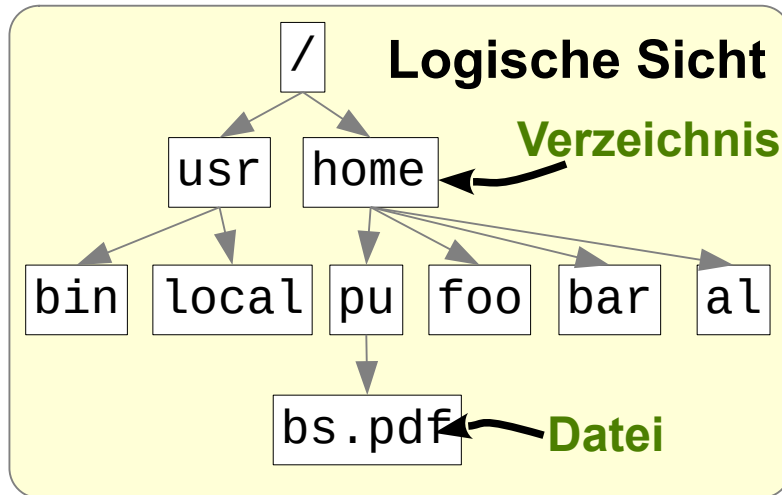 /
Logische Sicht
Verzeichnis
usr
home
bin
local
pu
foo
bar
al
bs.pdf
Datei